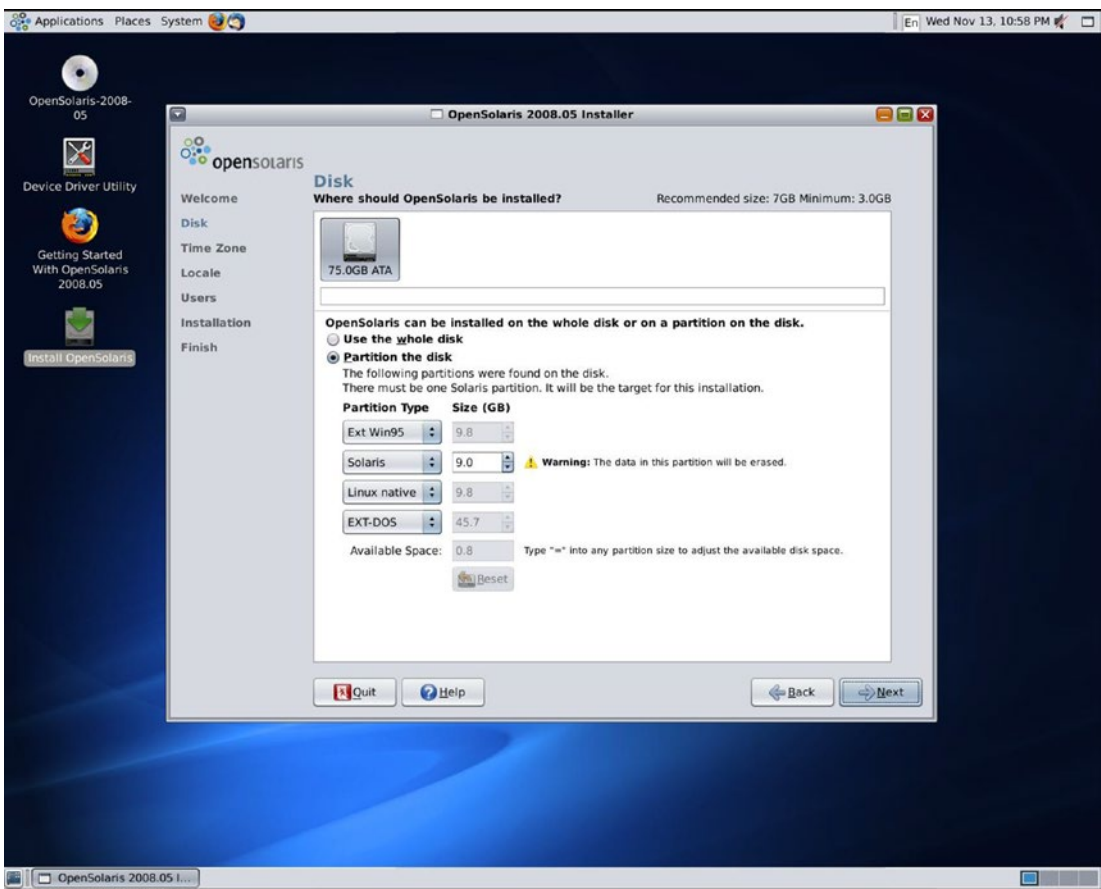 Applications Places System
En Wed Nov 13, 10:58 PM
OpenSolaris-2008-
05
Device Driver Utility
Getting Started
With OpenSolaris
2008.05
Install OpenSolaris
OpenSolaris 2008.05 Installer
opensolaris
Welcome
Disk
Time Zone
Locale
Users
Installation
Finish
Disk
Where should OpenSolaris be installed?
Recommended size: 7GB Minimum: 3.0GB
75.0GB ATA
OpenSolaris can be installed on the whole disk or on a partition on the disk.
Use the whole disk
Partition the disk
The following partitions were found on the disk.
There must be one Solaris partition. It will be the target for this installation.
Partition Type Size (GB)
Ext Win95 9.8
Solaris 9.0 Warning: The data in this partition will be erased.
Linux native 9.8
EXT-DOS 45.7
Available Space: 0.8 Type "=" into any partition size to adjust the available disk space.
Reset
Quit Help Back Next
OpenSolaris 2008.05 I...